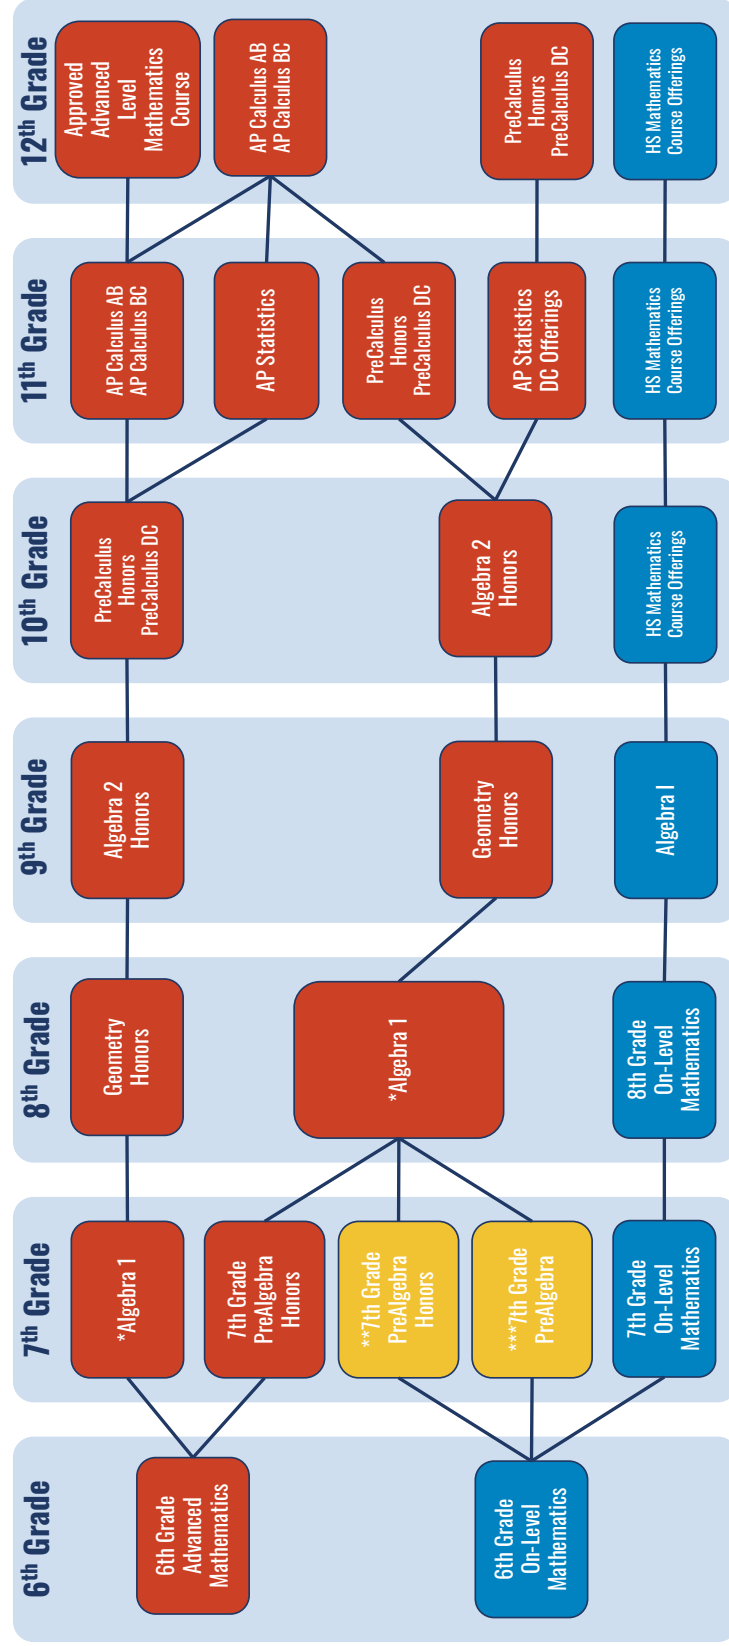 6th Grade
6th Grade
Advanced
Mathematics
6th Grade
On-Level
Mathematics
7th Grade
*Algebra 1
7th Grade
PreAlgebra
Honors
**7th Grade
PreAlgebra
Honors
***7th Grade
PreAlgebra
7th Grade
On-Level
Mathematics
8th Grade
Geometry
Honors
*Algebra 1
8th Grade
On-Level
Mathematics
9th Grade
Algebra 2
Honors
Geometry
Honors
Algebra I
10th Grade
PreCalculus
Honors
PreCalculus DC
Algebra 2
Honors
HS Mathematics
Course Offerings
11th Grade
AP Calculus AB
AP Calculus BC
AP Statistics
PreCalculus
Honors
PreCalculus DC
AP Statistics
DC Offerings
HS Mathematics
Course Offerings
12th Grade
Approved
Advanced
Level
Mathematics
Course
AP Calculus AB
AP Calculus BC
PreCalculus
Honors
PreCalculus DC
HS Mathematics
Course Offerings